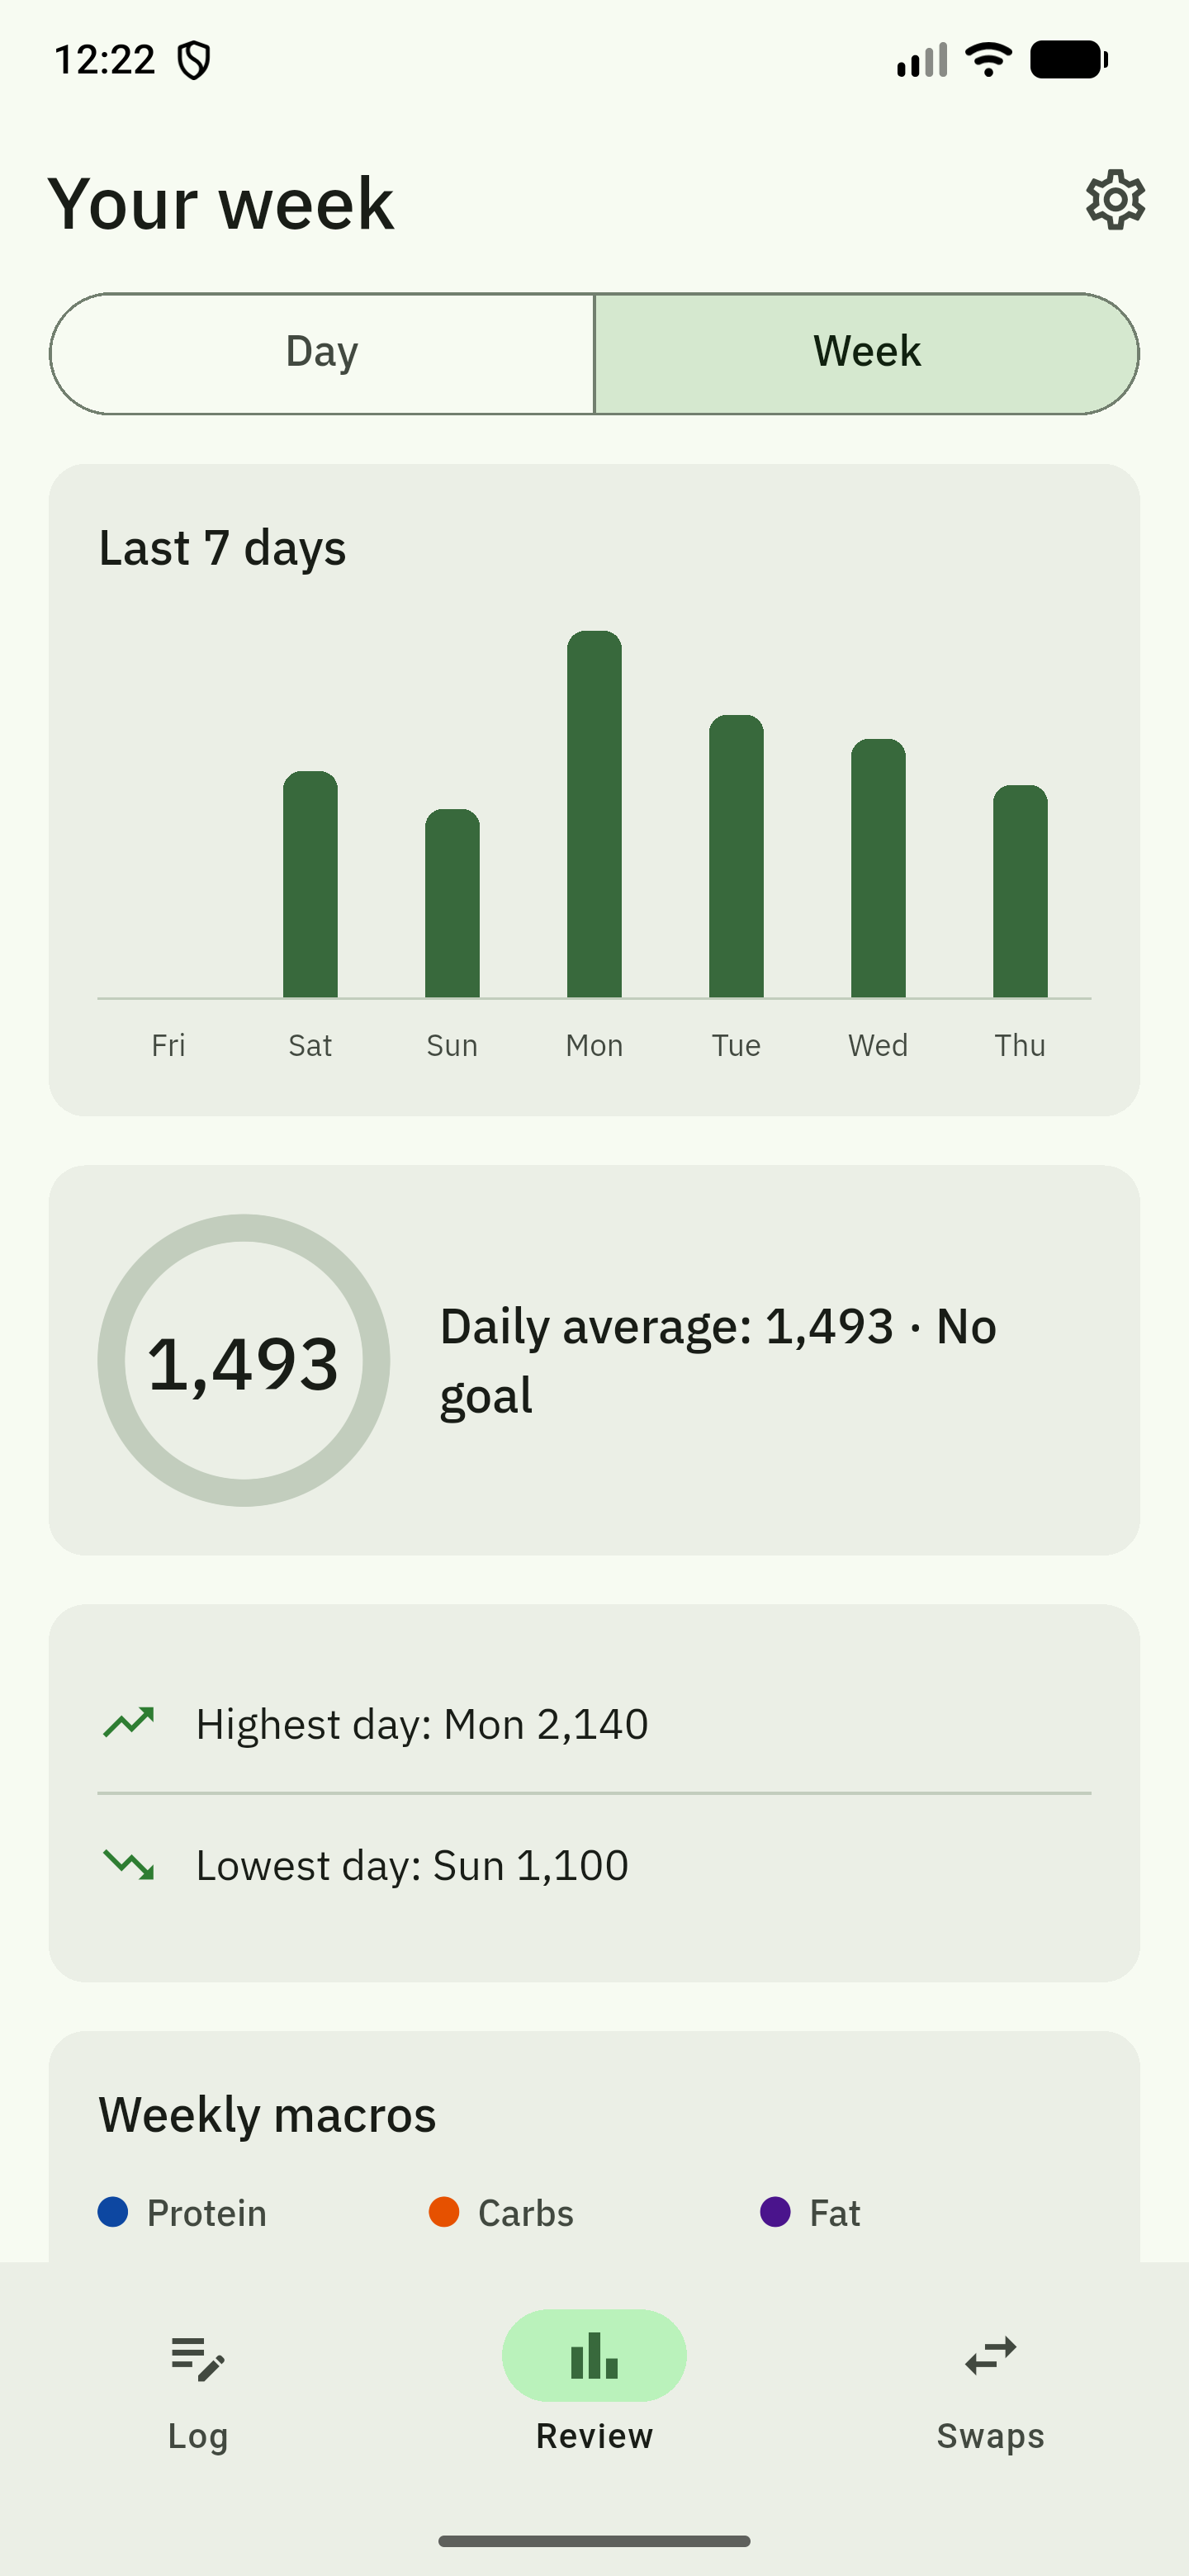 12:22
Your week
Day
Week
Last 7 days
Fri
Sat
Sun
Mon
Tue
Wed
Thu
1,493
Daily average: 1,493 · No
goal
Highest day: Mon 2,140
Lowest day: Sun 1,100
Weekly macros
Protein
Carbs
Fat
Log
Review
Swaps